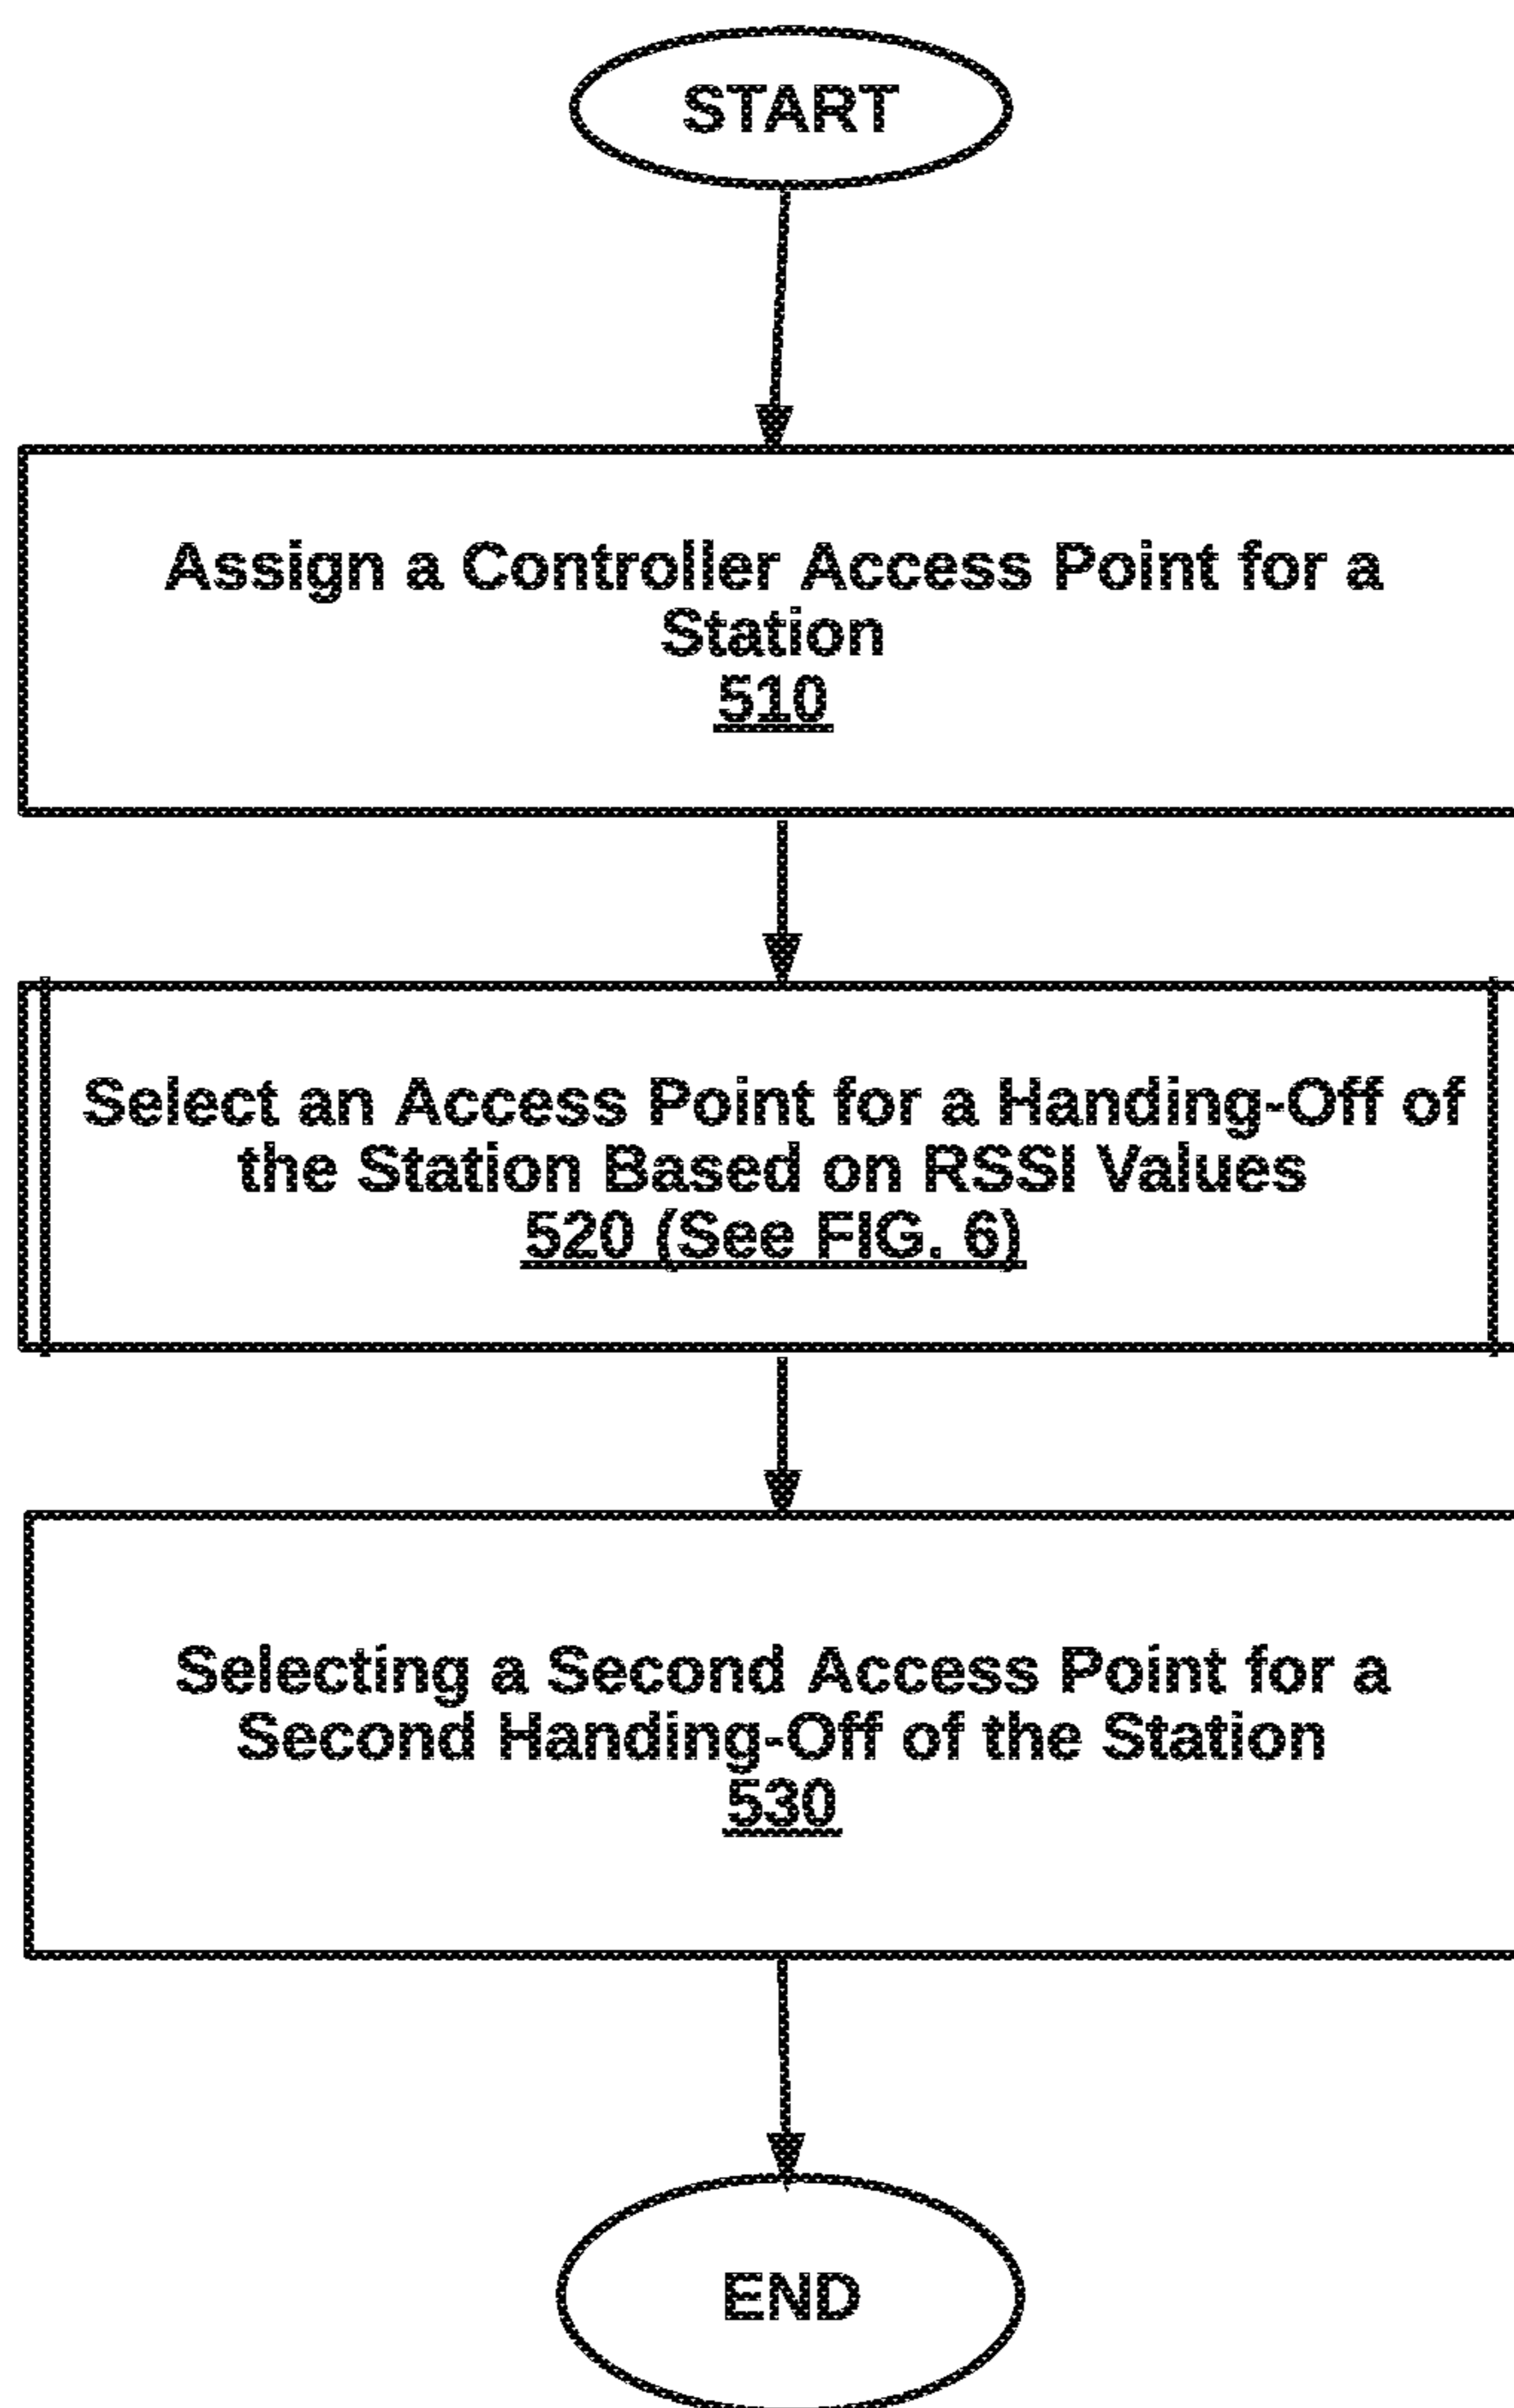 START
Assign a Controller Access Point for a
Station
510
Select an Access Point for a Handing-Off of
the Station Based on RSSI Values
520 (See FIG. 6)
Selecting a Second Access Point for a
Second Handing-Off of the Station
530
END